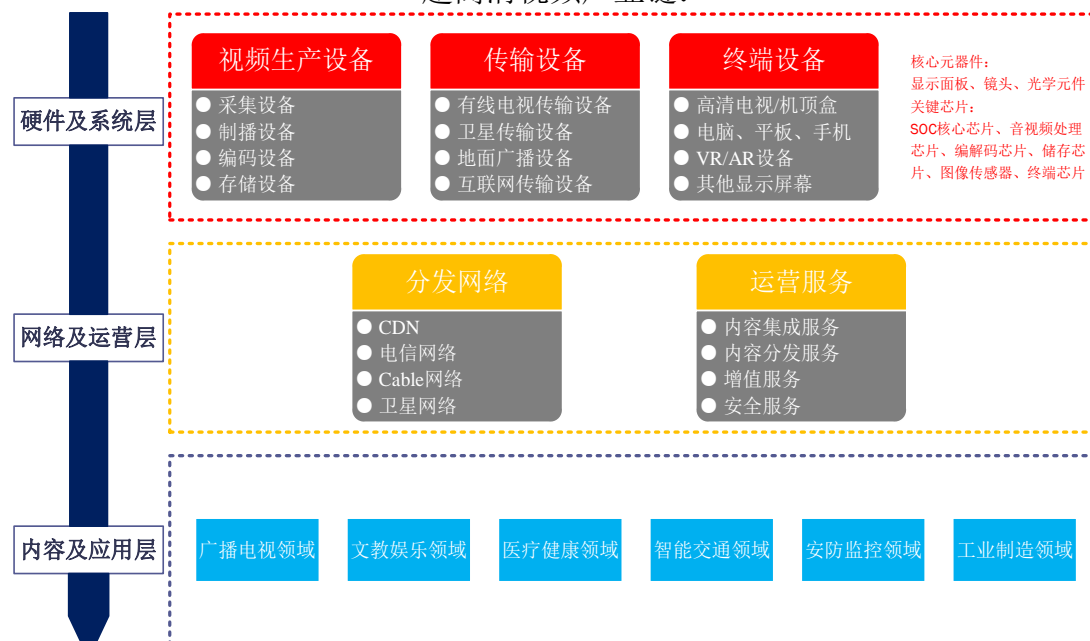 硬件及系统层
视频生产设备
采集设备
制播设备
编码设备
存储设备
传输设备
有线电视传输设备
卫星传输设备
地面广播设备
互联网传输设备
终端设备
高清电视/机顶盒
电脑、平板、手机
VR/AR设备
其他显示屏幕
核心元器件:
显示面板、镜头、光学元件
关键芯片:
SOC核心芯片、音视频处理
芯片、编解码芯片、储存芯
片、图像传感器、终端芯片
网络及运营层
分发网络
CDN
电信网络
Cable网络
卫星网络
运营服务
内容集成服务
内容分发服务
增值服务
安全服务
内容及应用层
广播电视领域
文教娱乐领域
医疗健康领域
智能交通领域
安防监控领域
工业制造领域